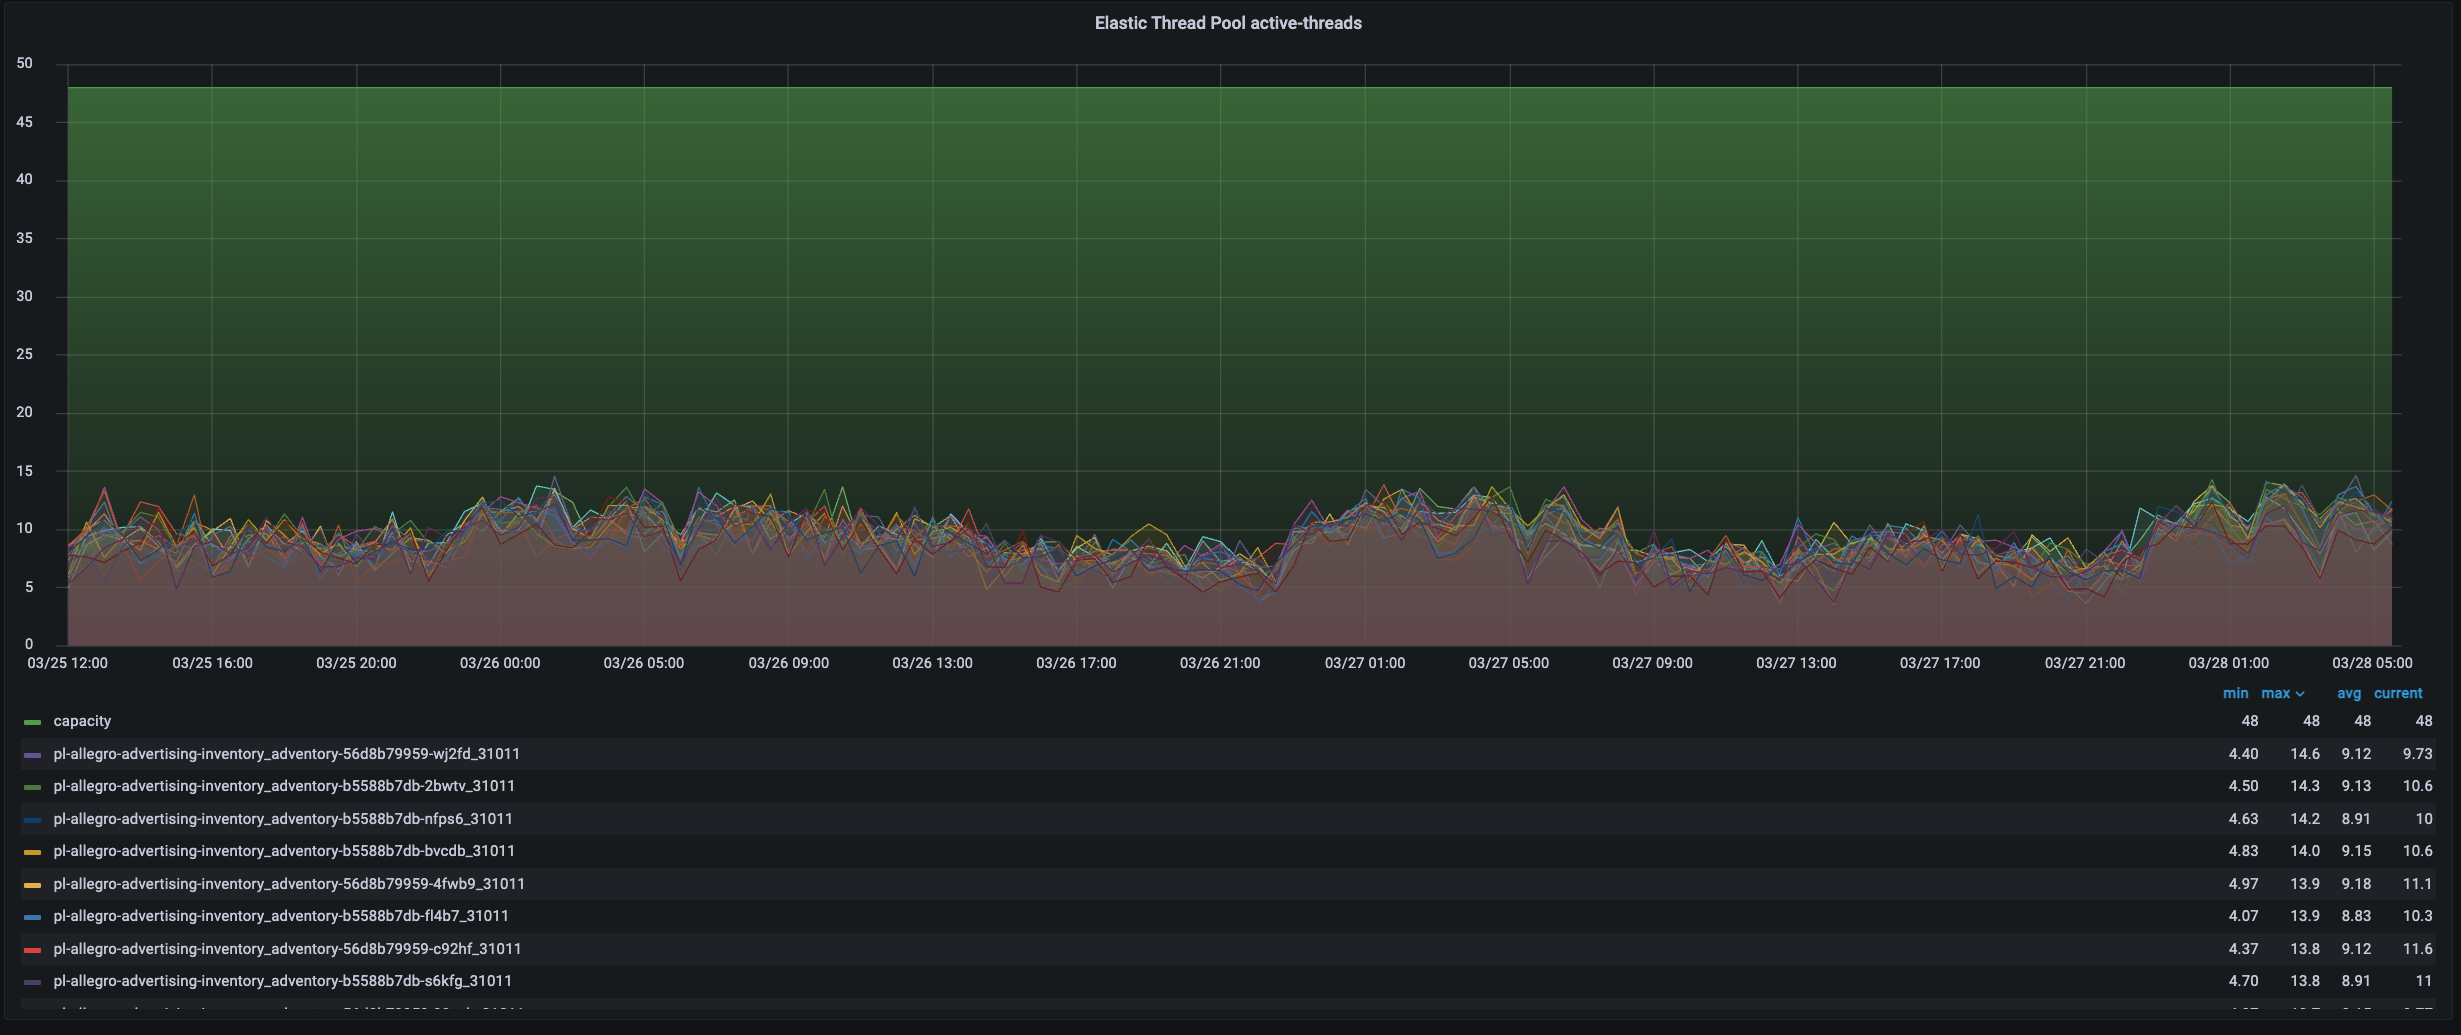 Elastic Thread Pool active-threads
50
45
40
35
30
25
20
15
10
5
0
03/25 12:00 03/25 16:00 03/25 20:00 03/26 00:00 03/26 05:00 03/26 09:00 03/26 13:00 03/26 17:00 03/26 21:00 03/27 01:00 03/27 05:00 03/27 09:00 03/27 13:00 03/27 17:00 03/27 21:00 03/28 01:00 03/28 05:00
min max avg current
capacity 48 48 48 48
pl-allegro-advertising-inventory_adventory-56d8b79959-wj2fd_31011 4.40 14.6 9.12 9.73
pl-allegro-advertising-inventory_adventory-b5588b7db-2bwtv_31011 4.50 14.3 9.13 10.6
pl-allegro-advertising-inventory_adventory-b5588b7db-nfps6_31011 4.63 14.2 8.91 10
pl-allegro-advertising-inventory_adventory-b5588b7db-bvcdb_31011 4.83 14.0 9.15 10.6
pl-allegro-advertising-inventory_adventory-56d8b79959-4fwb9_31011 4.97 13.9 9.18 11.1
pl-allegro-advertising-inventory_adventory-b5588b7db-fl4b7_31011 4.07 13.9 8.83 10.3
pl-allegro-advertising-inventory_adventory-56d8b79959-c92hf_31011 4.37 13.8 9.12 11.6
pl-allegro-advertising-inventory_adventory-b5588b7db-s6kfg_31011 4.70 13.8 8.91 11